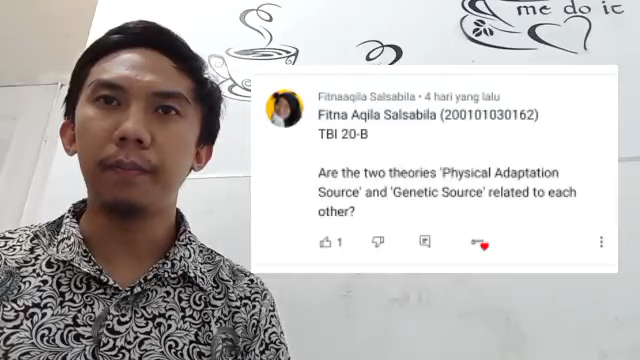 me do it
Fitnaaqila Salsabila • 4 hari yang lalu
Fitna Aqila Salsabila (200101030162)
TBI 20-B
Are the two theories 'Physical Adaptation
Source' and 'Genetic Source' related to each
other?
1